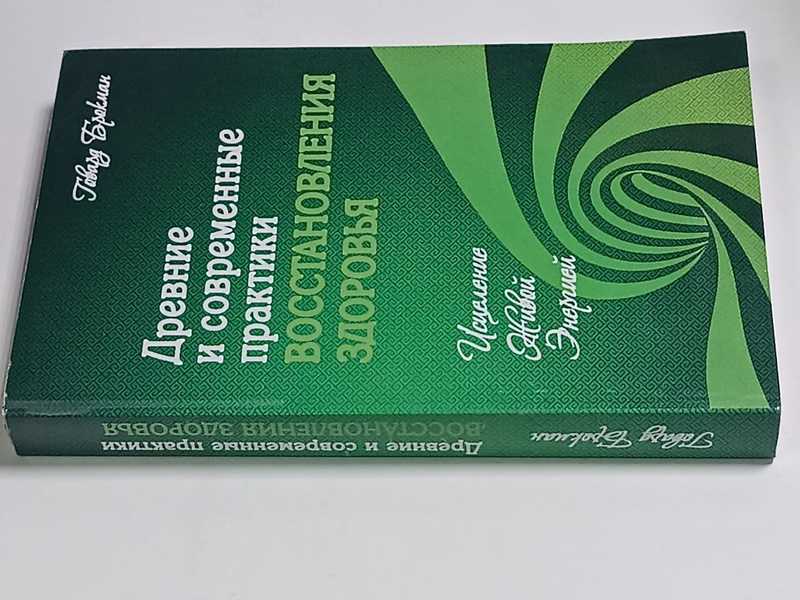 Говард Брокман
Древние
и современные
практики
ВОССТАНОВЛЕНИЯ
ЗДОРОВЬЯ
Исцеление
Живой
Энергией
Говард Брокман
Древние и современные практики
ВОССТАНОВЛЕНИЯ ЗДОРОВЬЯ